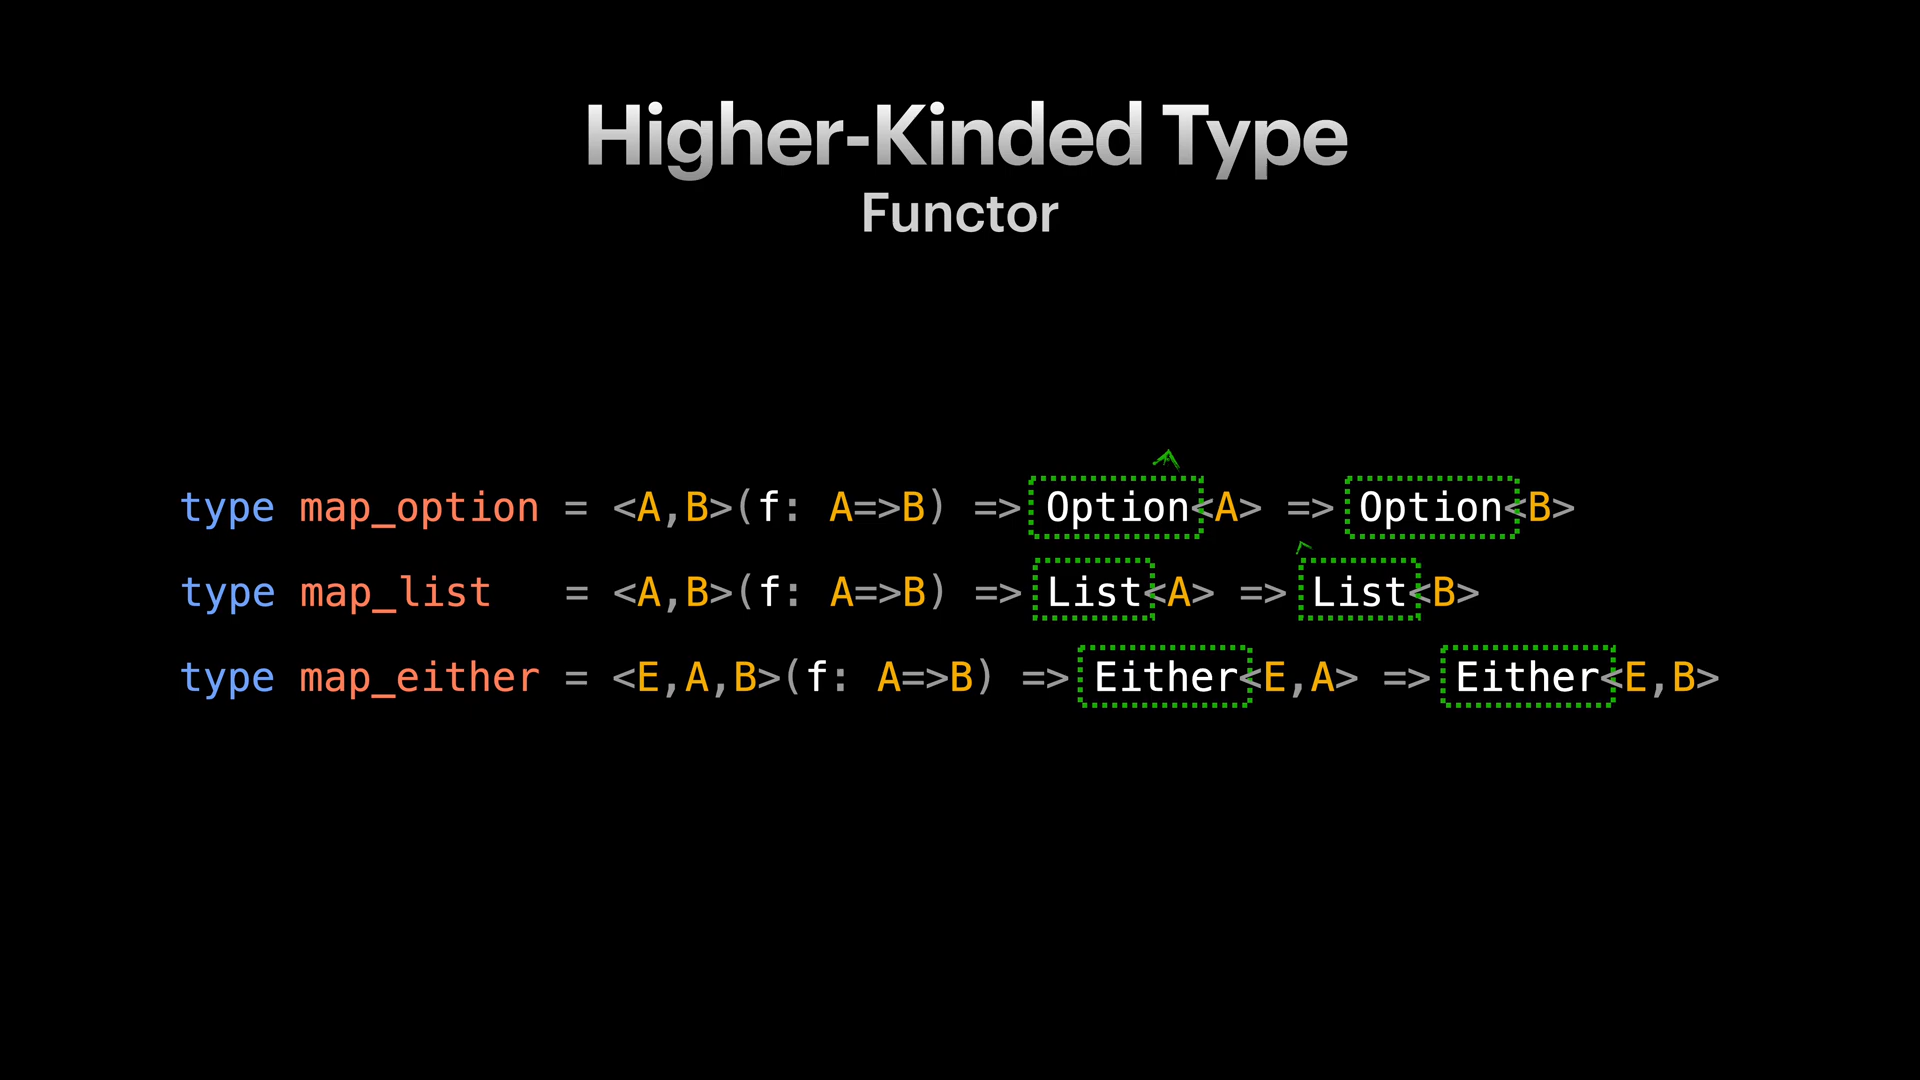 Higher-Kinded Type
Functor
type map_option = <A,B>(f: A=>B) => Option<A> => Option<B>
type map_list   = <A,B>(f: A=>B) => List<A> => List<B>
type map_either = <E,A,B>(f: A=>B) => Either<E,A> => Either<E,B>